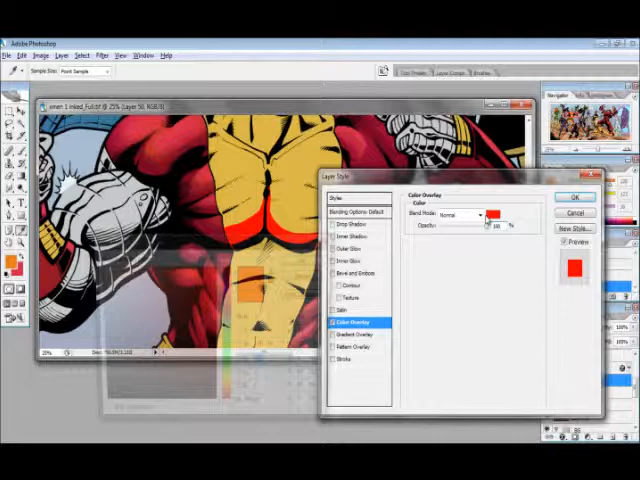 Adobe Photoshop
File Edit Image Layer Select Filter View Window Help
Sample Size: Point Sample
Tool Presets Layer Comps Brushes
xmen 1 inked_Full.tif @ 25% (Layer 50, RGB/8)
Navigator
Layer Style
Styles
Blending Options: Default
Drop Shadow
Inner Shadow
Outer Glow
Inner Glow
Bevel and Emboss
Contour
Texture
Satin
Color Overlay
Gradient Overlay
Pattern Overlay
Stroke
Color Overlay
Color
Blend Mode: Normal
Opacity: 100 %
OK
Cancel
New Style...
Preview
25%